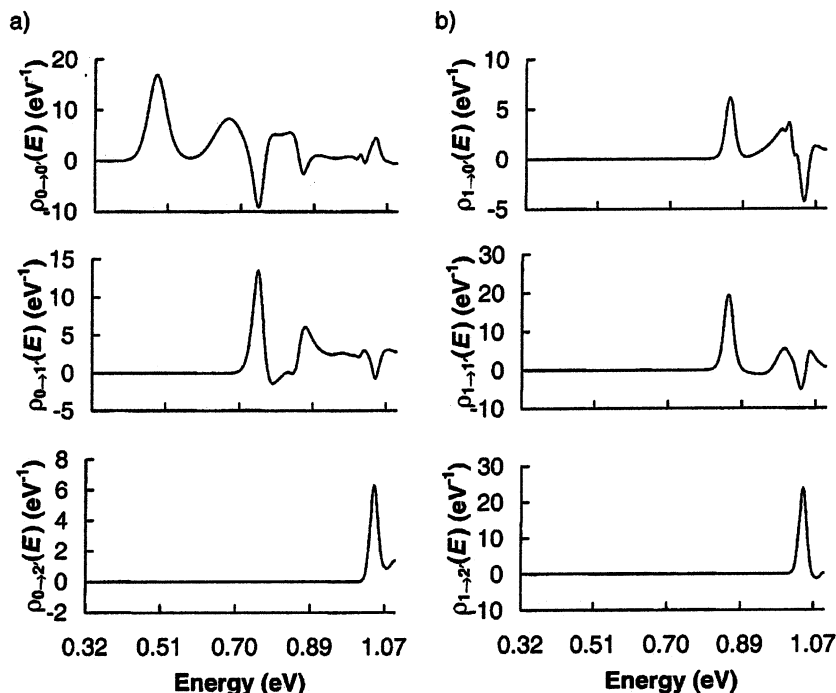 a)
ρ0→0′(E) (eV⁻¹)
20
10
0
-10
ρ0→1′(E) (eV⁻¹)
15
10
5
0
-5
ρ0→2′(E) (eV⁻¹)
8
6
4
2
0
-2
0.32 0.51 0.70 0.89 1.07
Energy (eV)
b)
ρ1→0′(E) (eV⁻¹)
10
5
0
-5
ρ1→1′(E) (eV⁻¹)
30
20
10
0
-10
ρ1→2′(E) (eV⁻¹)
30
20
10
0
-10
0.32 0.51 0.70 0.89 1.07
Energy (eV)